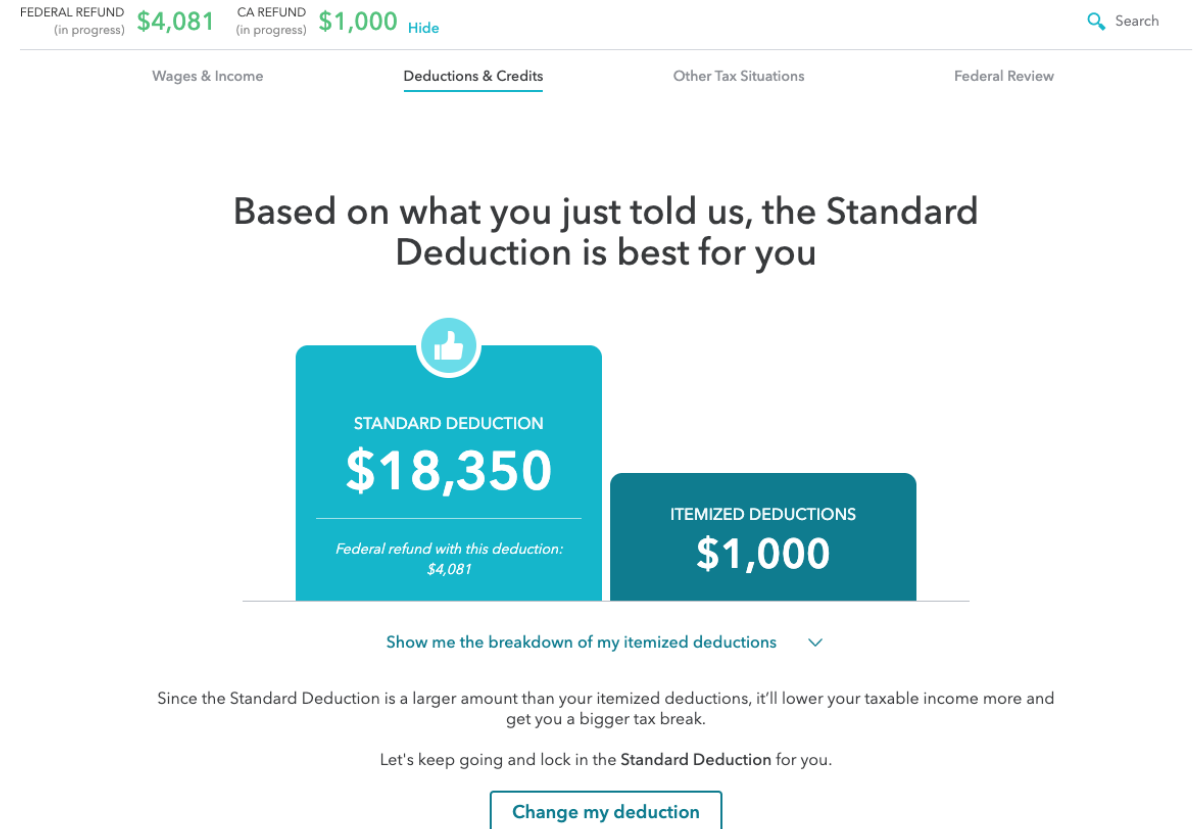 FEDERAL REFUND
(in progress)
$4,081
CA REFUND
(in progress)
$1,000
Hide
Search
Wages & Income
Deductions & Credits
Other Tax Situations
Federal Review
Based on what you just told us, the Standard
Deduction is best for you
STANDARD DEDUCTION
$18,350
Federal refund with this deduction:
$4,081
ITEMIZED DEDUCTIONS
$1,000
Show me the breakdown of my itemized deductions
Since the Standard Deduction is a larger amount than your itemized deductions, it’ll lower your taxable income more and
get you a bigger tax break.
Let's keep going and lock in the Standard Deduction for you.
Change my deduction